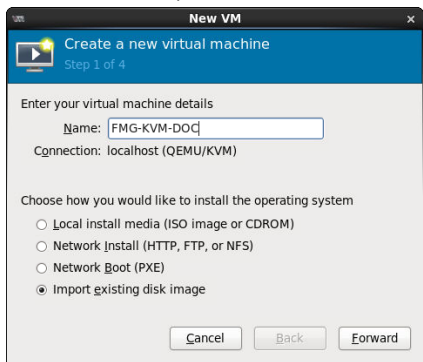 New VM
Create a new virtual machine
Step 1 of 4
Enter your virtual machine details
Name: FMG-KVM-DOC
Connection: localhost (QEMU/KVM)
Choose how you would like to install the operating system
Local install media (ISO image or CDROM)
Network Install (HTTP, FTP, or NFS)
Network Boot (PXE)
Import existing disk image
Cancel Back Forward